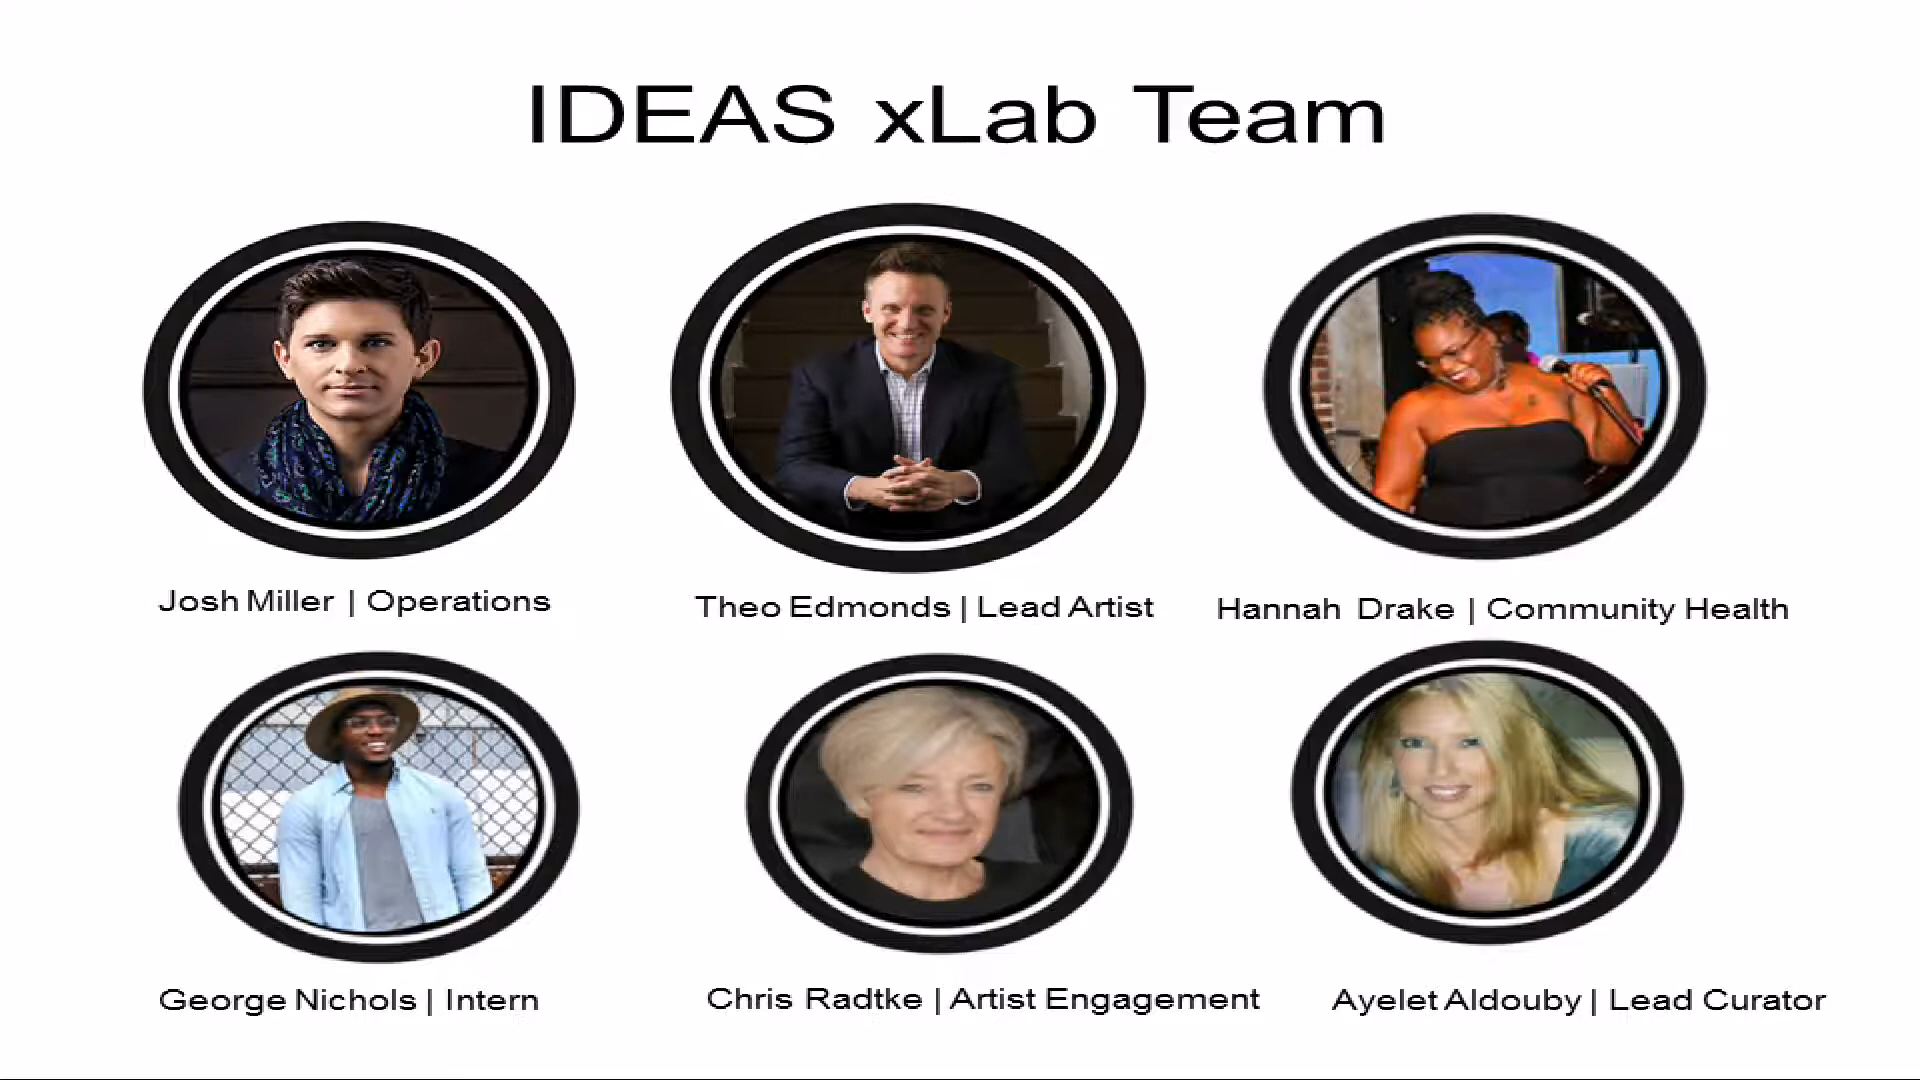 IDEAS xLab Team
Josh Miller | Operations
Theo Edmonds | Lead Artist
Hannah Drake | Community Health
George Nichols | Intern
Chris Radtke | Artist Engagement
Ayelet Aldouby | Lead Curator